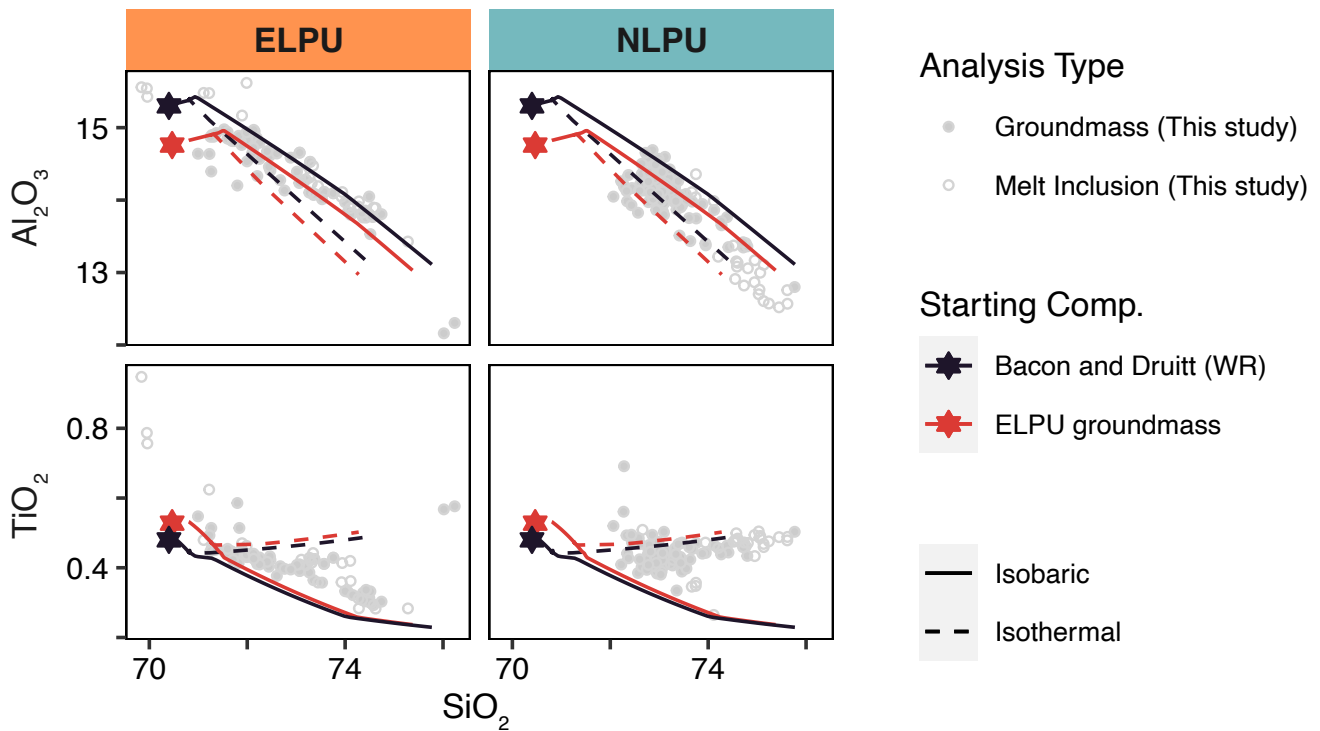 ELPU
NLPU
Al₂O₃
15
13
TiO₂
0.8
0.4
70
74
70
74
SiO₂
Analysis Type
Groundmass (This study)
Melt Inclusion (This study)
Starting Comp.
Bacon and Druitt (WR)
ELPU groundmass
Isobaric
Isothermal